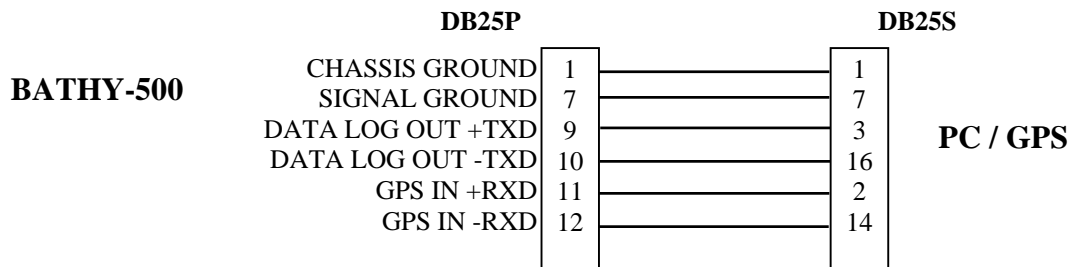 DB25P DB25S
BATHY-500
CHASSIS GROUND 1 1
SIGNAL GROUND 7 7
DATA LOG OUT +TXD 9 3
DATA LOG OUT -TXD 10 16
GPS IN +RXD 11 2
GPS IN -RXD 12 14
PC / GPS